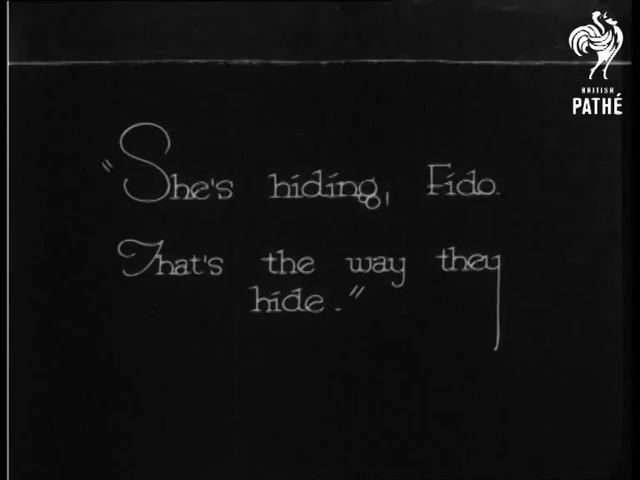 BRITISH
PATHÉ
"She's hiding, Fido.
That's the way they
hide."